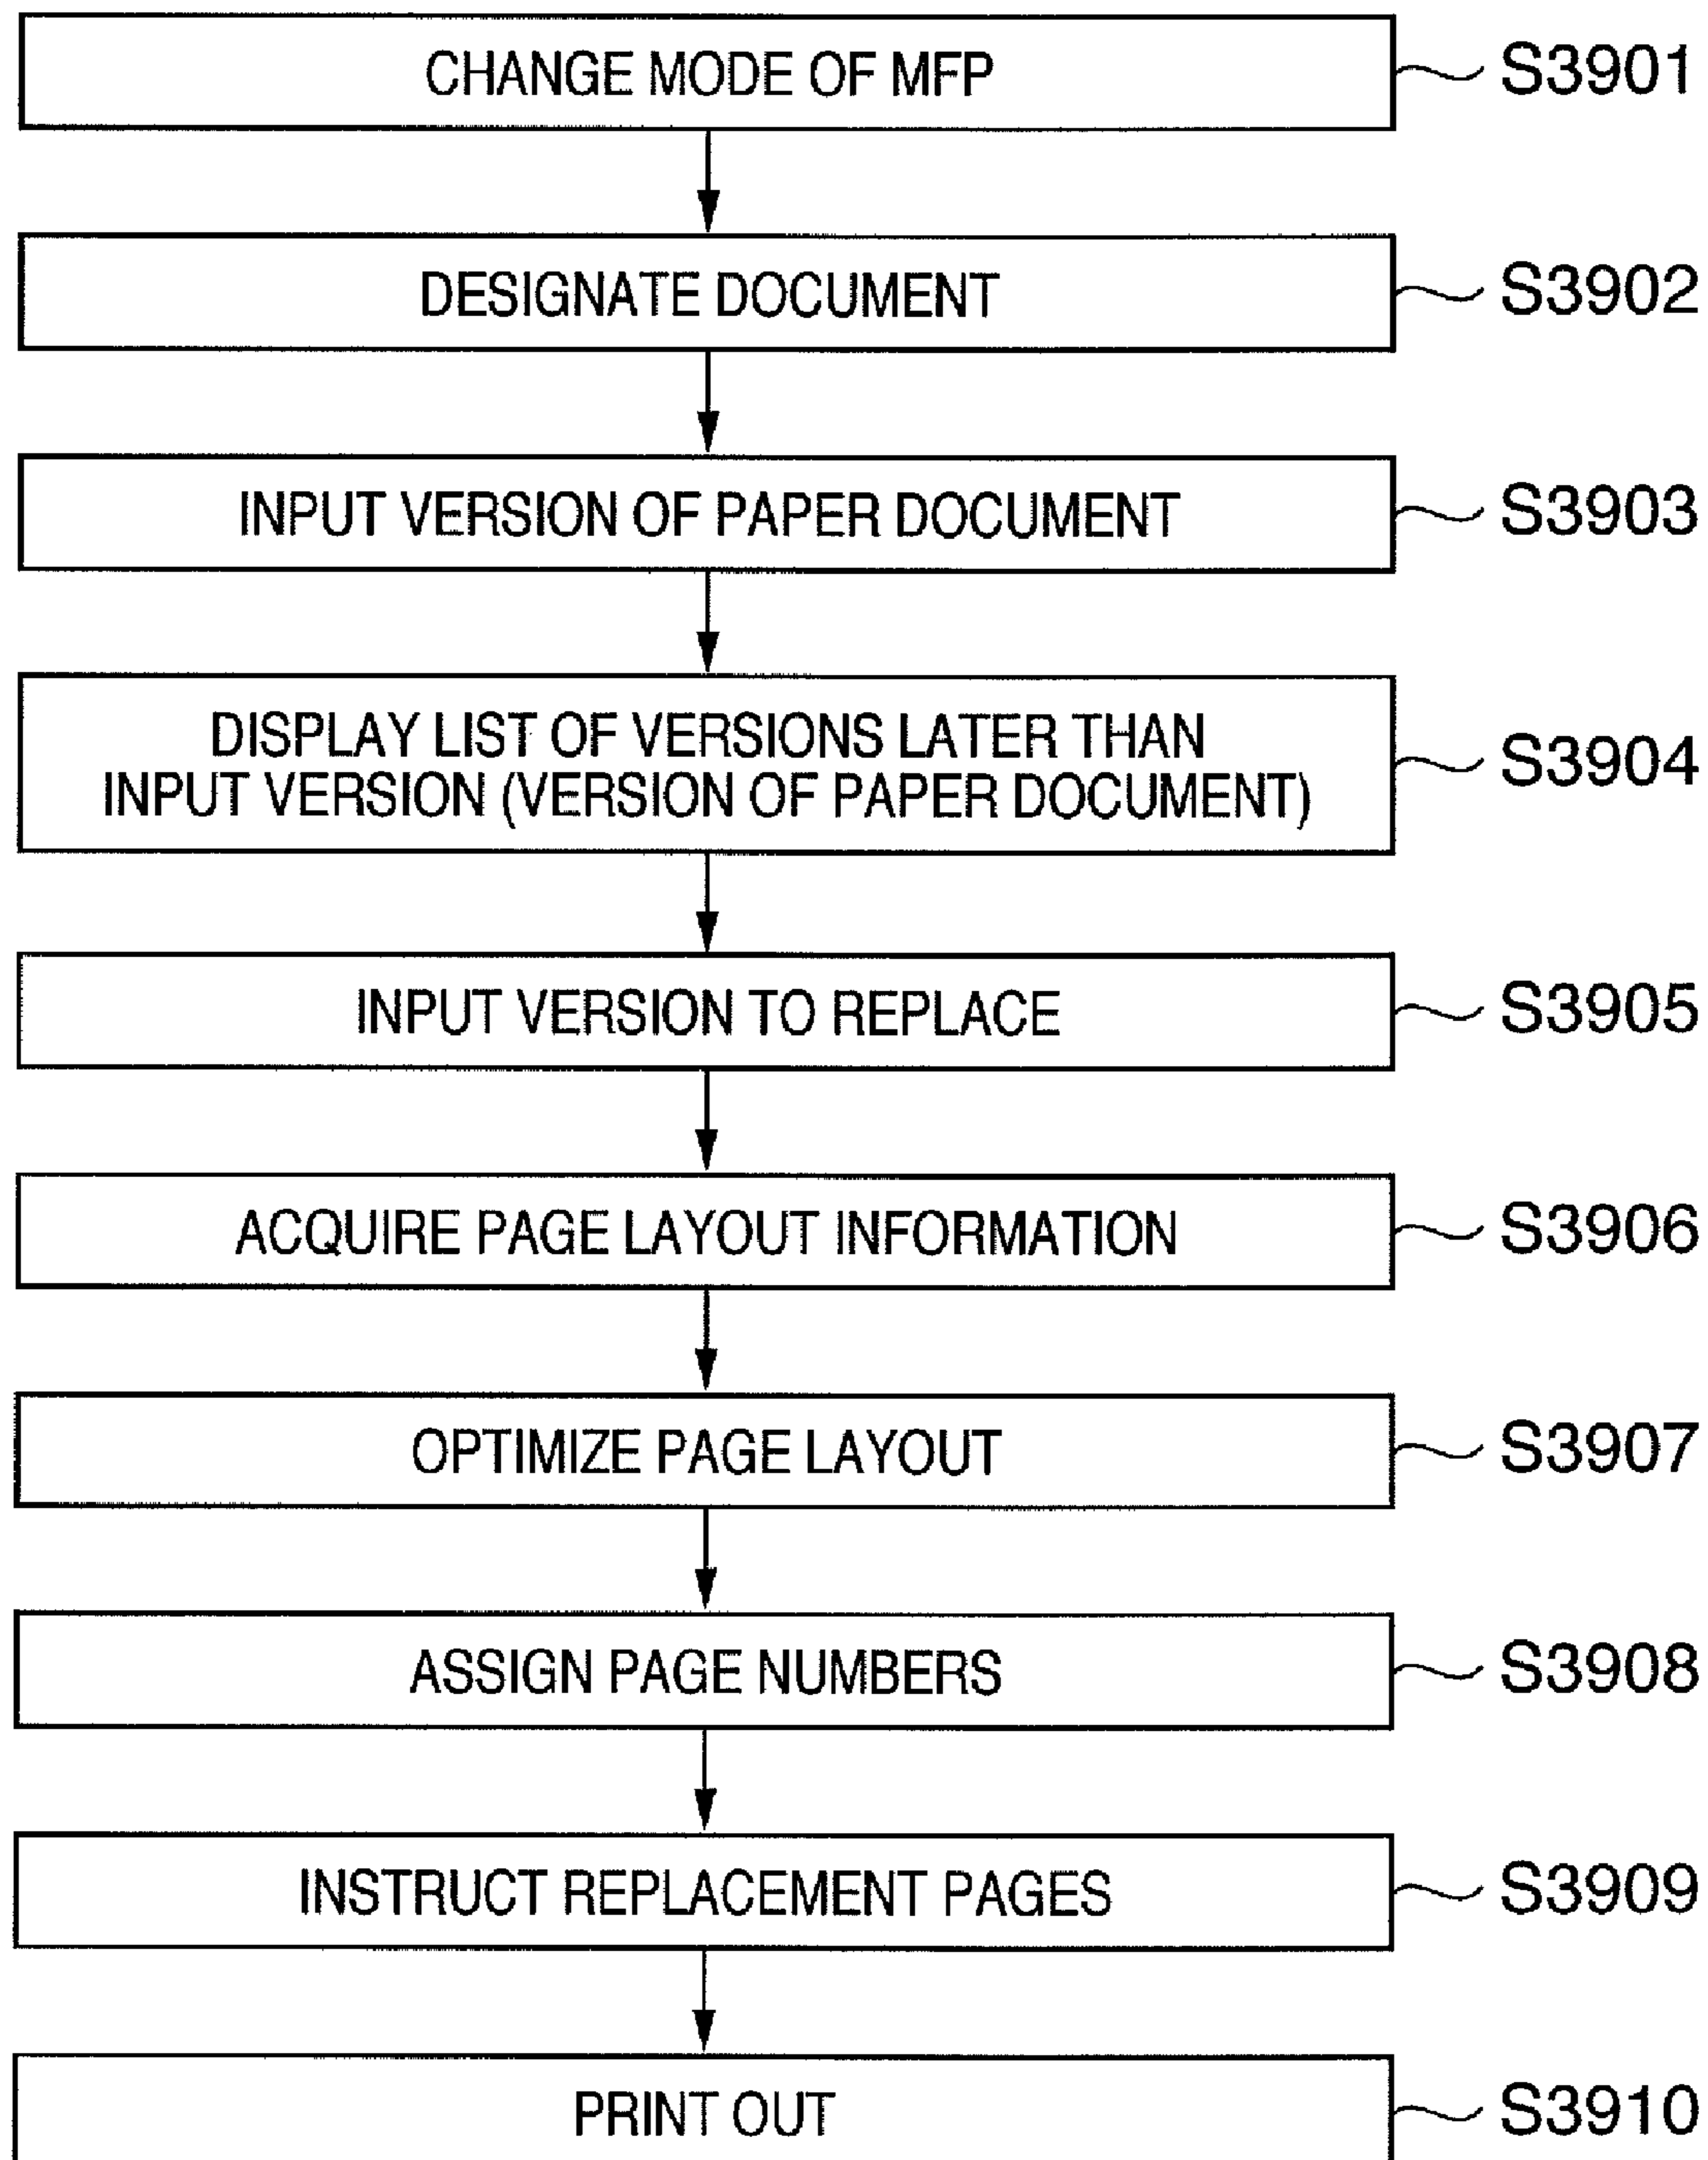 CHANGE MODE OF MFP S3901
DESIGNATE DOCUMENT S3902
INPUT VERSION OF PAPER DOCUMENT S3903
DISPLAY LIST OF VERSIONS LATER THAN
INPUT VERSION (VERSION OF PAPER DOCUMENT) S3904
INPUT VERSION TO REPLACE S3905
ACQUIRE PAGE LAYOUT INFORMATION S3906
OPTIMIZE PAGE LAYOUT S3907
ASSIGN PAGE NUMBERS S3908
INSTRUCT REPLACEMENT PAGES S3909
PRINT OUT S3910